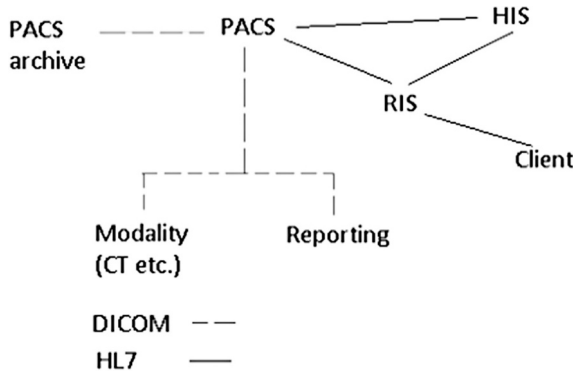 PACS
archive
PACS
HIS
RIS
Client
Modality
(CT etc.)
Reporting
DICOM
HL7